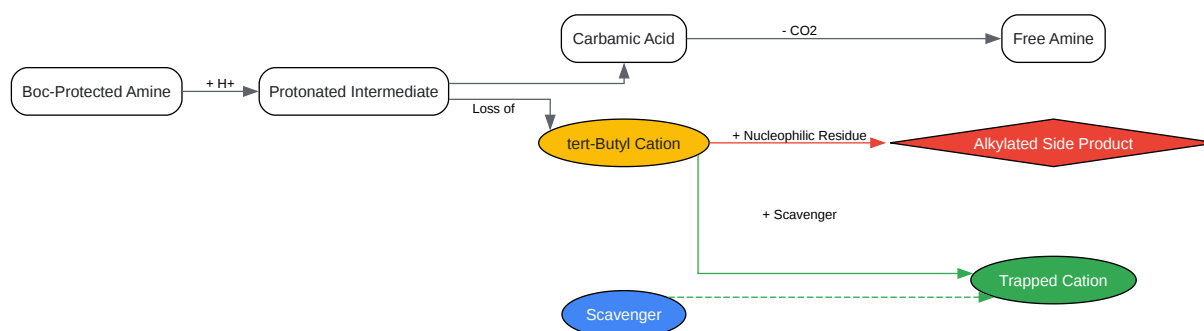 Carbamic Acid
- CO2
Free Amine
Boc-Protected Amine
+ H+
Protonated Intermediate
Loss of
tert-Butyl Cation
+ Nucleophilic Residue
Alkylated Side Product
+ Scavenger
Trapped Cation
Scavenger